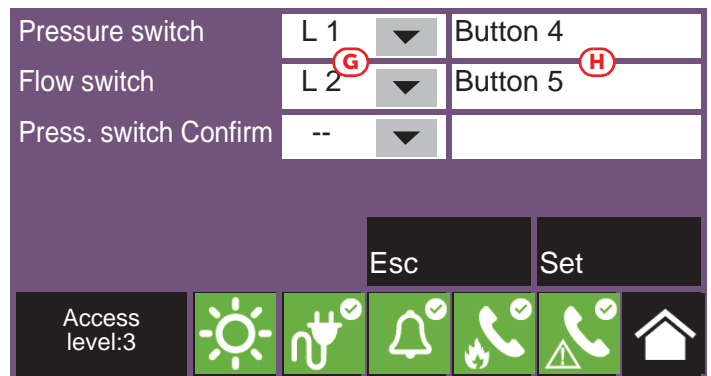 Pressure switch L 1 Button 4
G H
Flow switch L 2 Button 5
Press. switch Confirm --
Esc Set
Access
level:3